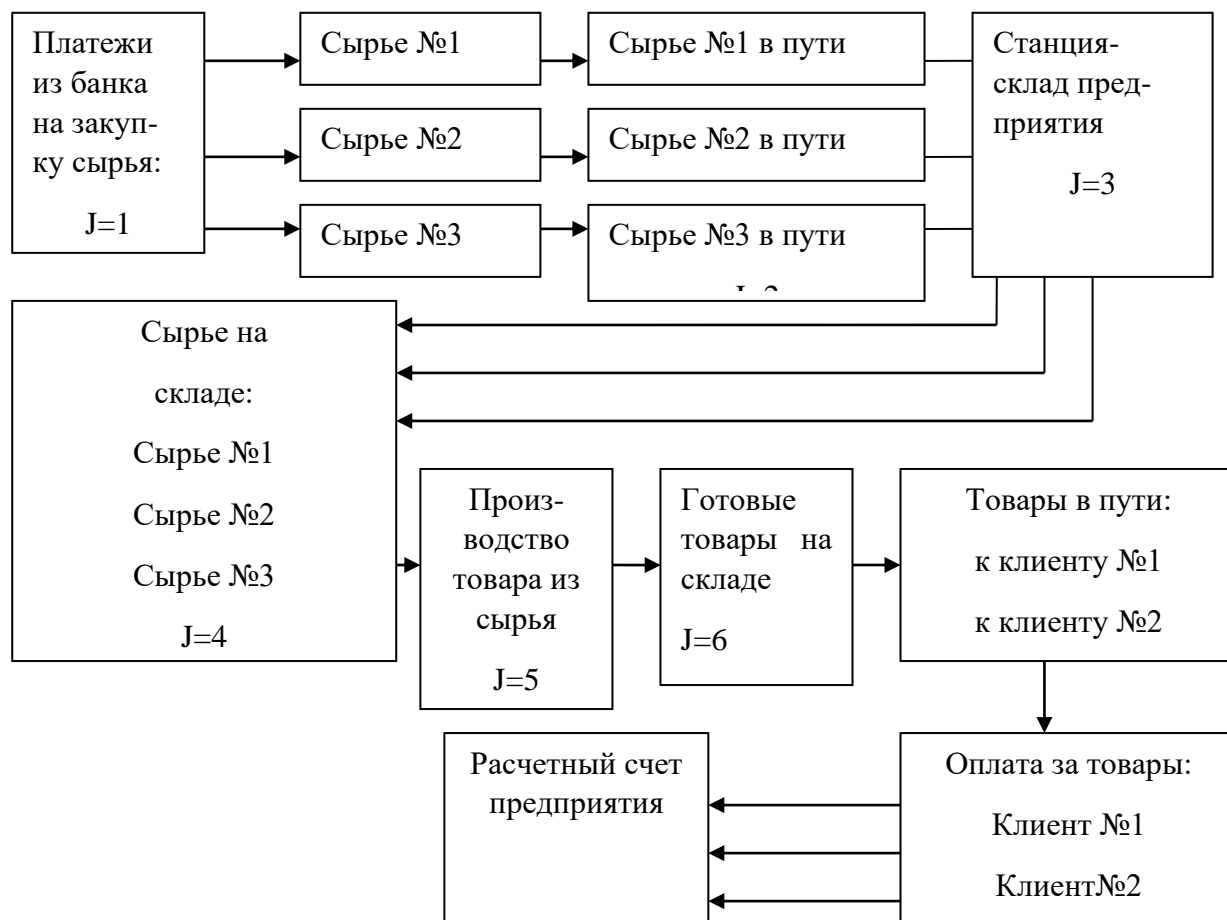 Платежи
из банка
на закуп-
ку сырья:
J=1
Сырье №1
Сырье №2
Сырье №3
Сырье №1 в пути
Сырье №2 в пути
Сырье №3 в пути
Станция-
склад пред-
приятия
J=3
Сырье на
складе:
Сырье №1
Сырье №2
Сырье №3
J=4
Произ-
водство
товара из
сырья
J=5
Готовые
товары на
складе
J=6
Товары в пути:
к клиенту №1
к клиенту №2
Расчетный счет
предприятия
Оплата за товары:
Клиент №1
Клиент№2